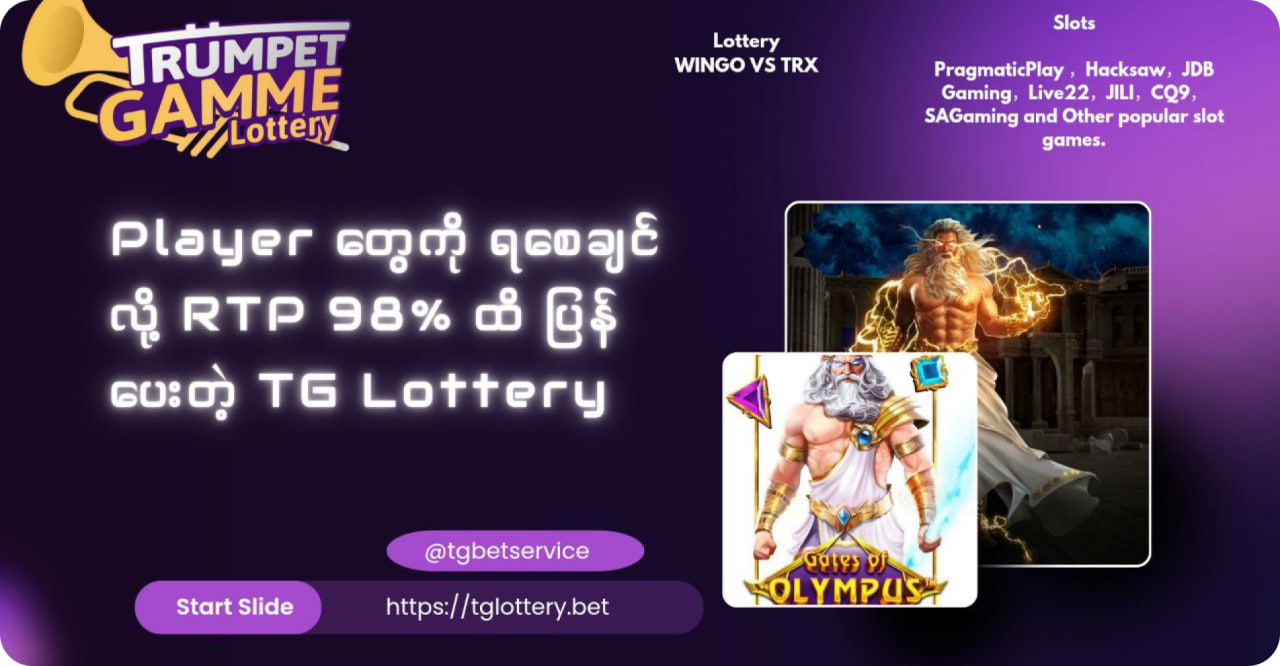 TRUMPET
GAMME
Lottery
Lottery
WINGO VS TRX
Slots
PragmaticPlay , Hacksaw, JDB
Gaming, Live22, JILI, CQ9,
SAGaming and Other popular slot
games.
Player တွေကို ရစေချင်
လို့ RTP 98% ထိ ပြန်
ပေးတဲ့ TG Lottery
Gates of
OLYMPUS™
@tgbetservice
Start Slide
https://tglottery.bet